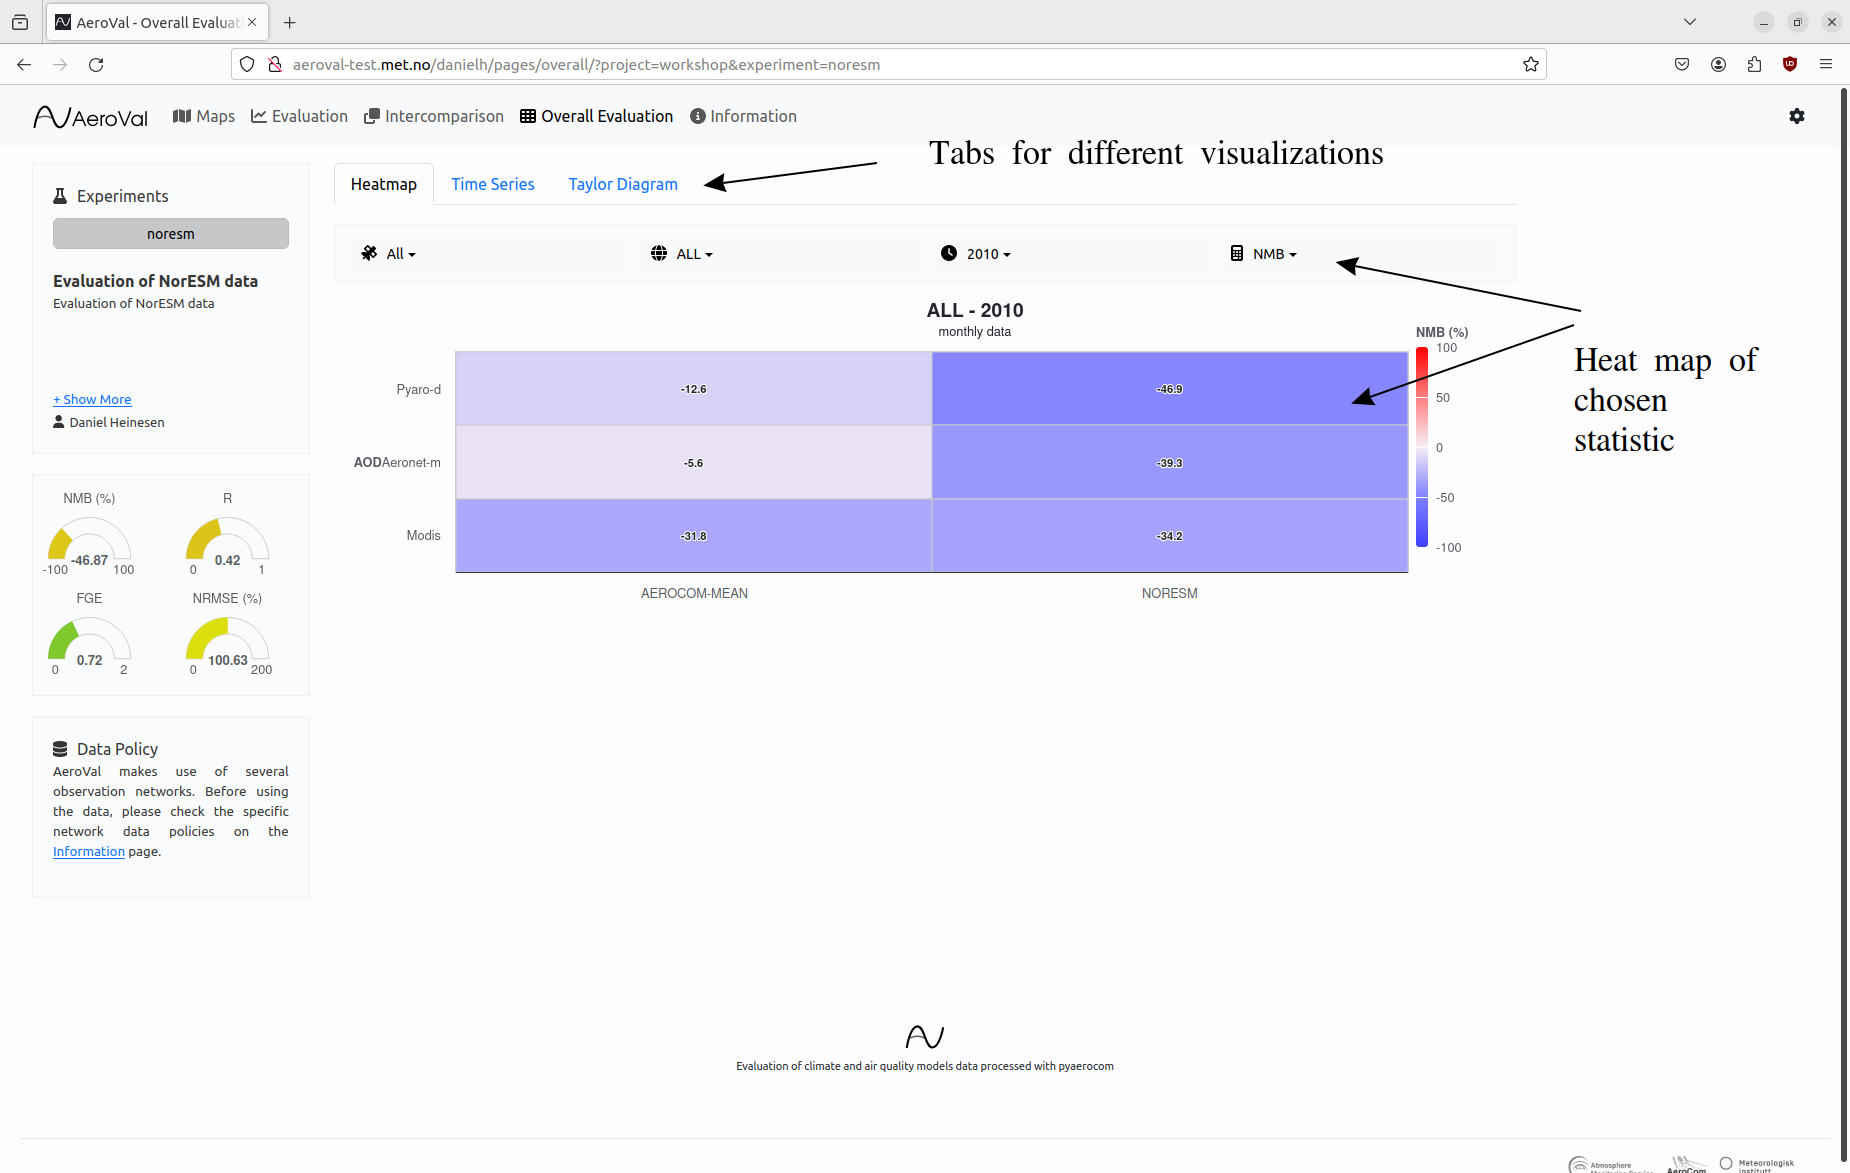 AeroVal - Overall Evaluat
aeroval-test.met.no/danielh/pages/overall/?project=workshop&experiment=noresm
AeroVal Maps Evaluation Intercomparison Overall Evaluation Information
Tabs for different visualizations
Experiments
noresm
Evaluation of NorESM data
Evaluation of NorESM data
+ Show More
Daniel Heinesen
NMB (%) R
-46.87 0.42
-100 100 0 1
FGE NRMSE (%)
0.72 100.63
0 2 0 200
Data Policy
AeroVal makes use of several
observation networks. Before using
the data, please check the specific
network data policies on the
Information page.
Heatmap Time Series Taylor Diagram
All ALL 2010 NMB
ALL - 2010
monthly data
NMB (%)
100
50
0
-50
-100
Pyaro-d -12.6 -46.9
AODAeronet-m -5.6 -39.3
Modis -31.8 -34.2
AEROCOM-MEAN NORESM
Heat map of
chosen
statistic
Evaluation of climate and air quality models data processed with pyaerocom
Atmosphere
AeroCom
Meteorologisk
institutt